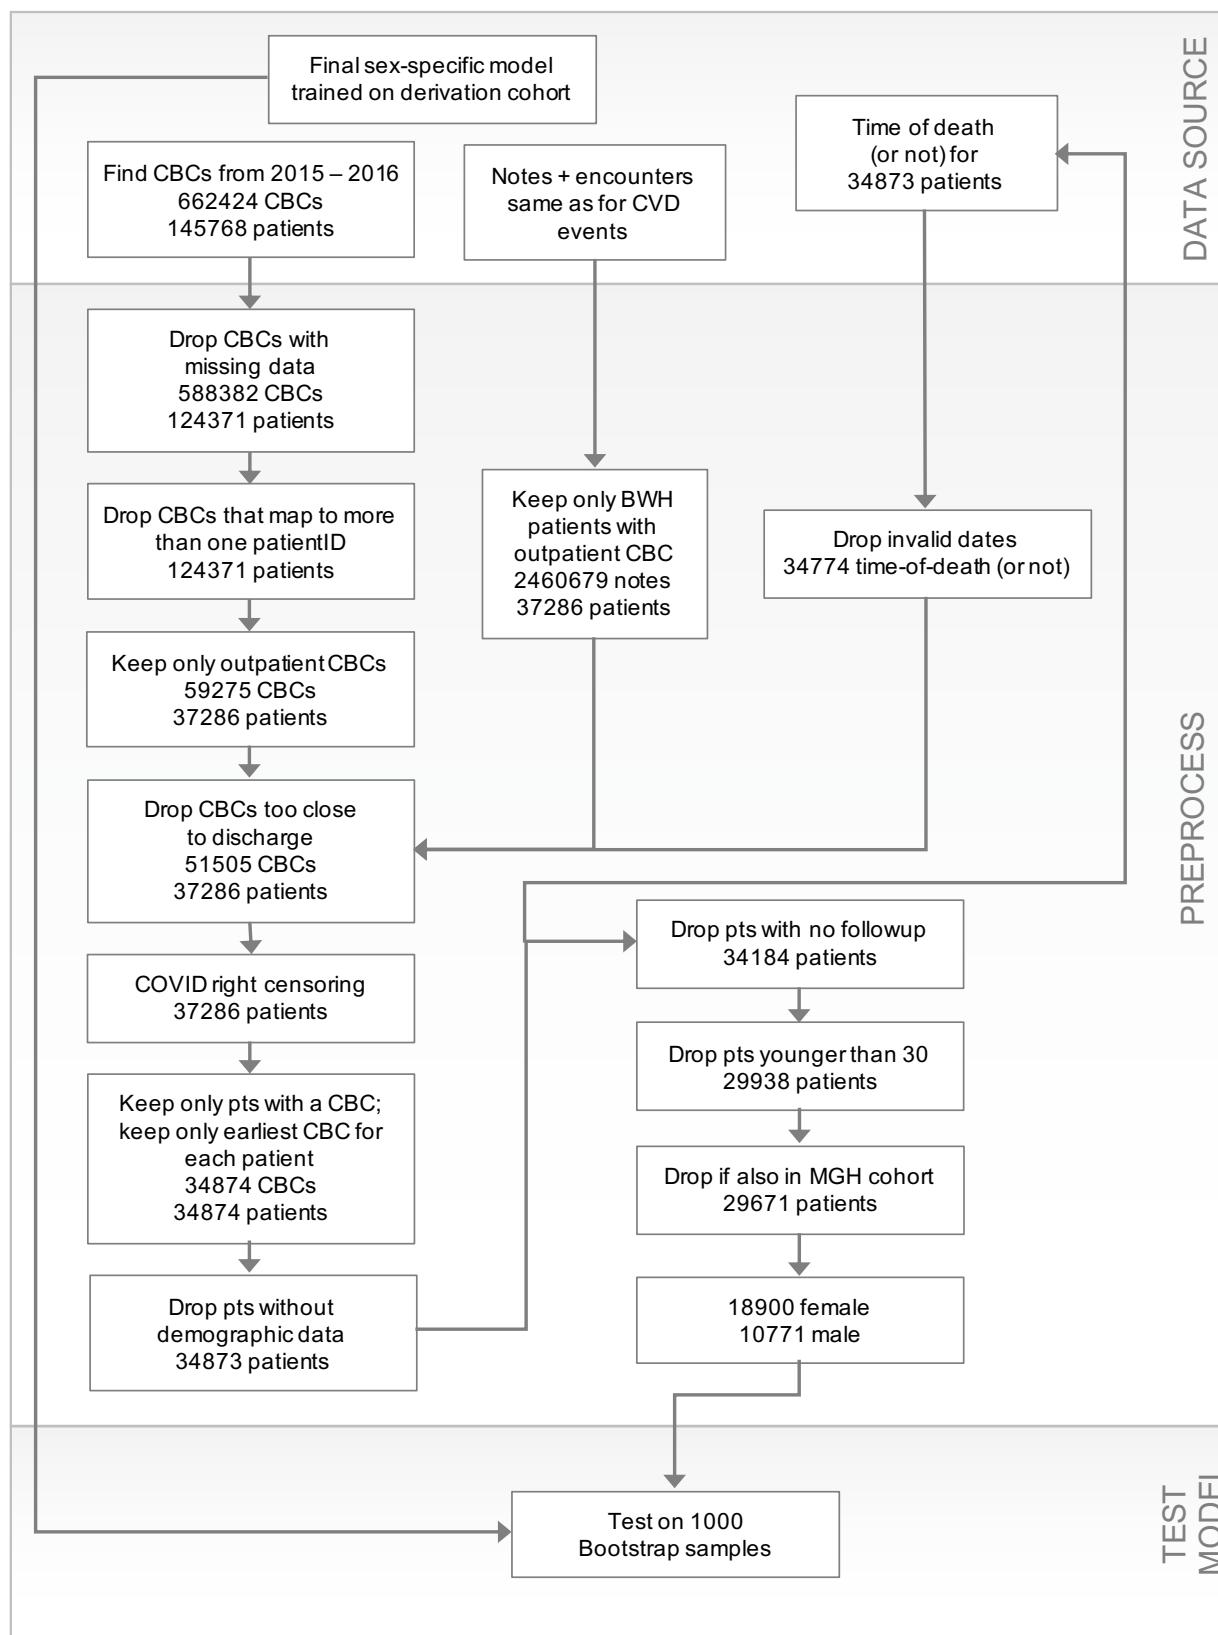 Final sex-specific model
trained on derivation cohort
DATA SOURCE
Time of death
(or not) for
34873 patients
Find CBCs from 2015 – 2016
662424 CBCs
145768 patients
Notes + encounters
same as for CVD
events
Drop CBCs with
missing data
588382 CBCs
124371 patients
Drop CBCs that map to more
than one patientID
124371 patients
Keep only BWH
patients with
outpatient CBC
2460679 notes
37286 patients
Drop invalid dates
34774 time-of-death (or not)
Keep only outpatient CBCs
59275 CBCs
37286 patients
PREPROCESS
Drop CBCs too close
to discharge
51505 CBCs
37286 patients
Drop pts with no followup
34184 patients
COVID right censoring
37286 patients
Drop pts younger than 30
29938 patients
Keep only pts with a CBC;
keep only earliest CBC for
each patient
34874 CBCs
34874 patients
Drop if also in MGH cohort
29671 patients
Drop pts without
demographic data
34873 patients
18900 female
10771 male
TEST
MODEL
Test on 1000
Bootstrap samples